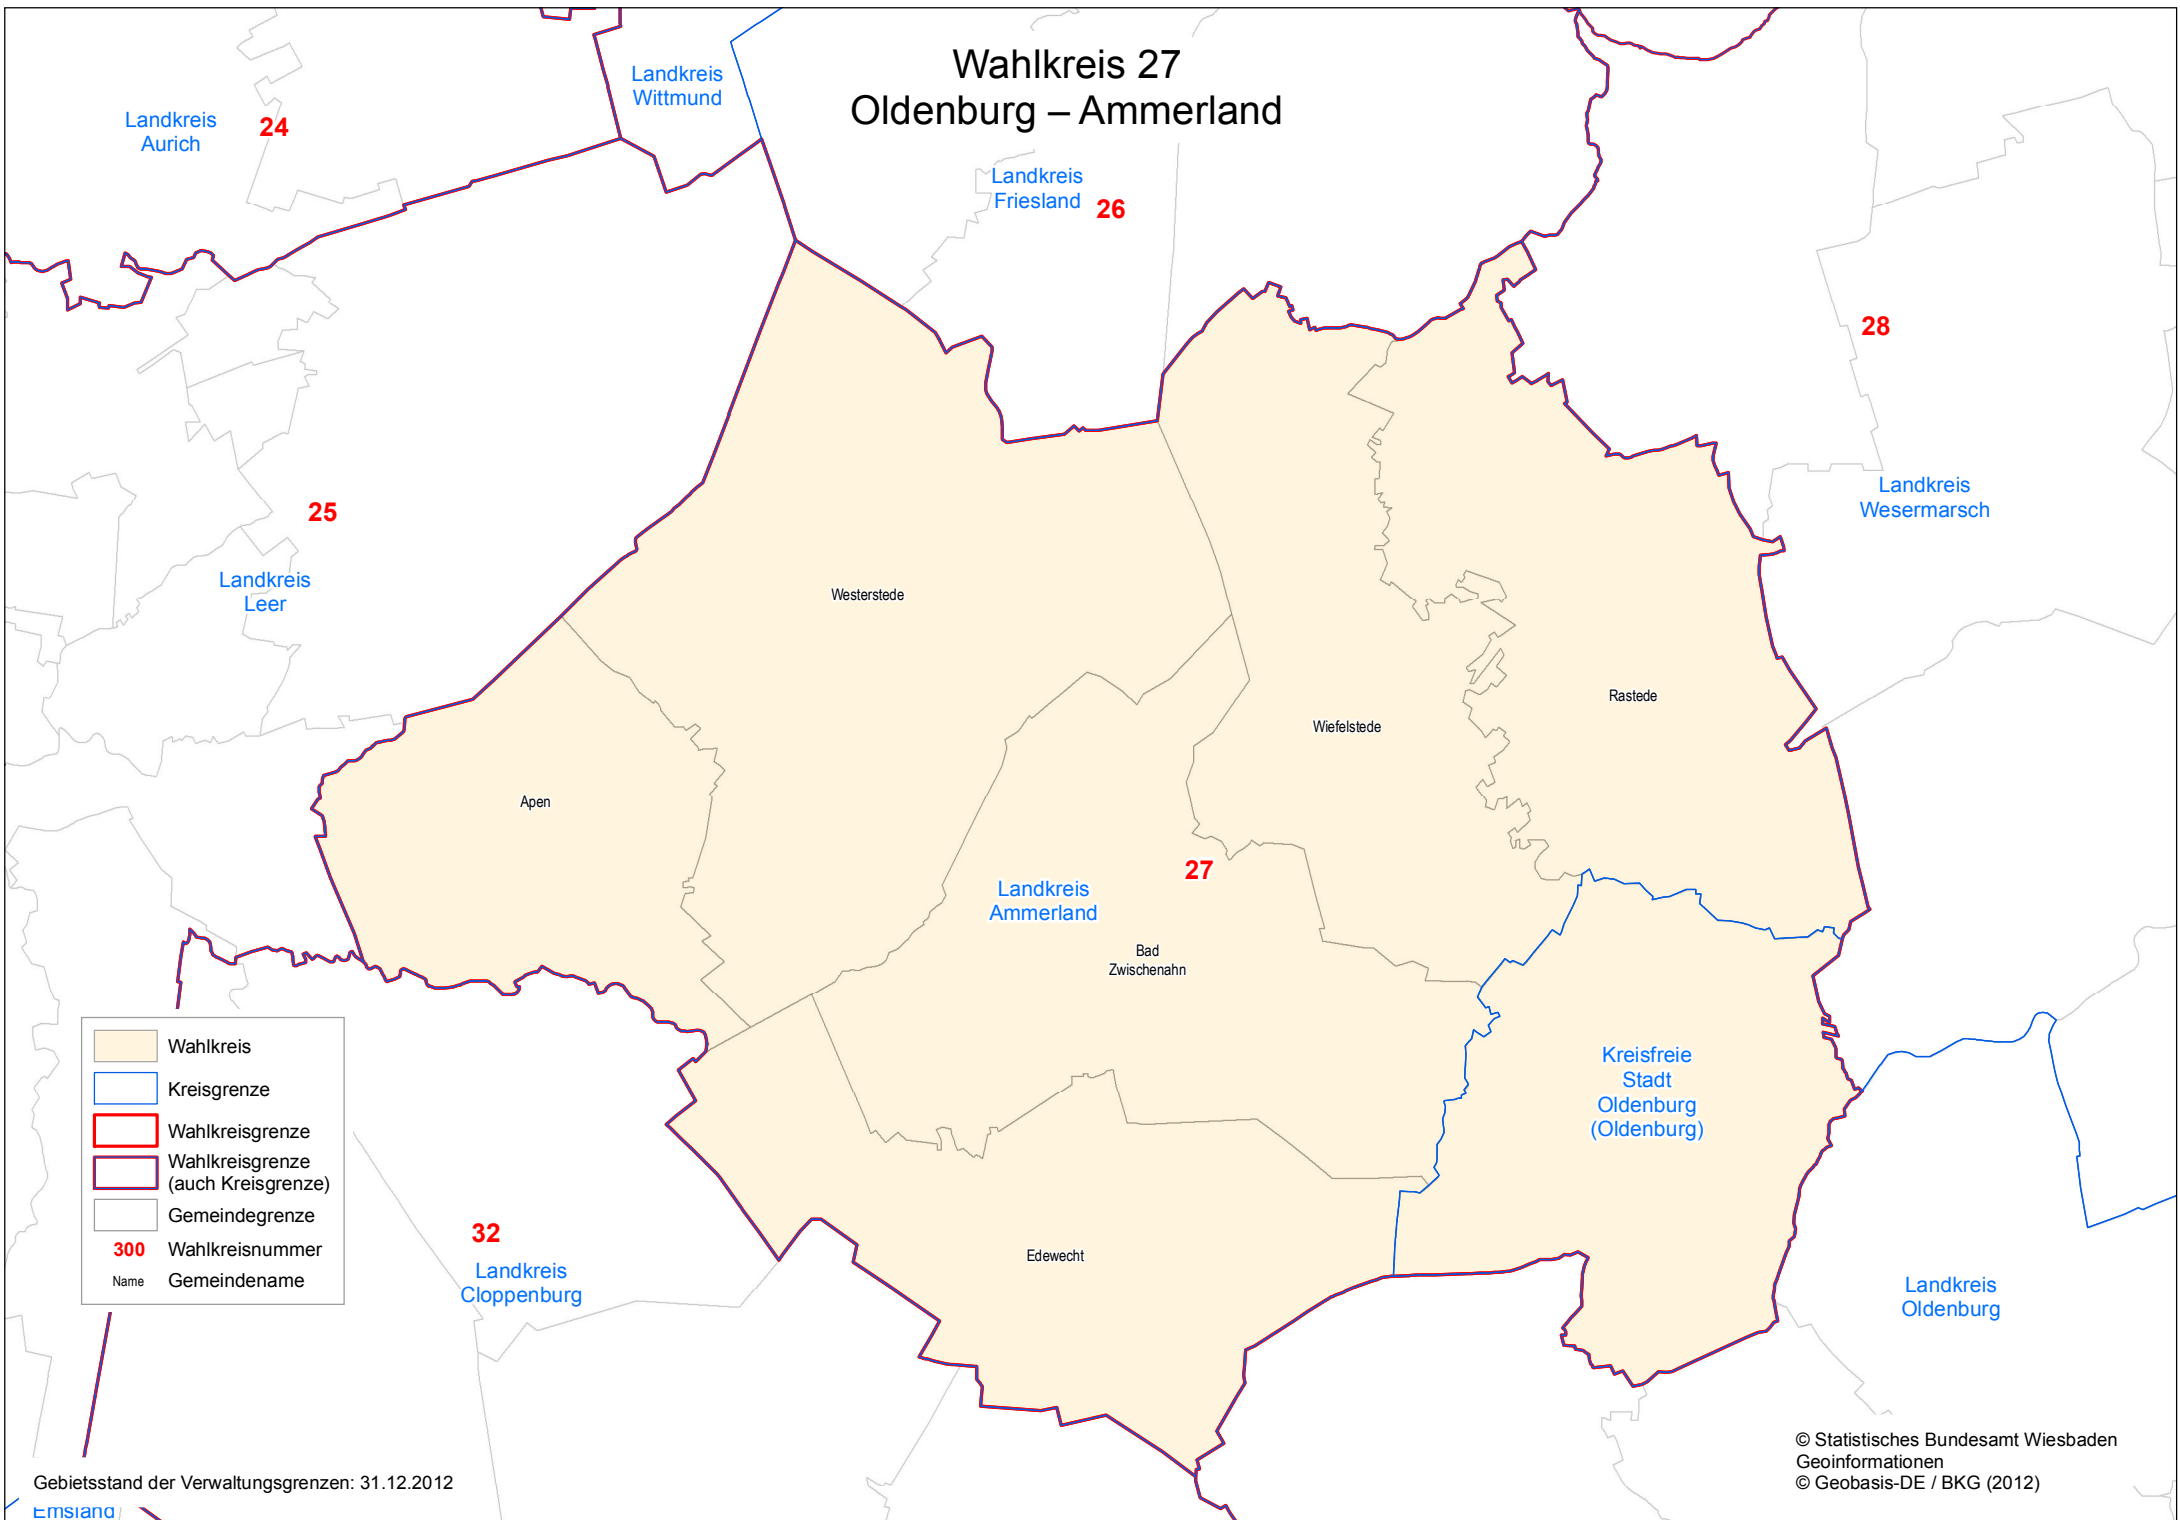 Wahlkreis 27
Oldenburg – Ammerland
Landkreis
Wittmund
Landkreis
Aurich
24
Landkreis
Friesland
26
28
Landkreis
Wesermarsch
25
Landkreis
Leer
Westerstede
Rastede
Wiefelstede
Apen
27
Landkreis
Ammerland
Bad
Zwischenahn
Kreisfreie
Stadt
Oldenburg
(Oldenburg)
Edewecht
32
Landkreis
Cloppenburg
Landkreis
Oldenburg
Wahlkreis
Kreisgrenze
Wahlkreisgrenze
Wahlkreisgrenze
(auch Kreisgrenze)
Gemeindegrenze
300 Wahlkreisnummer
Name Gemeindename
Gebietsstand der Verwaltungsgrenzen: 31.12.2012
Emsland
© Statistisches Bundesamt Wiesbaden
Geoinformationen
© Geobasis-DE / BKG (2012)